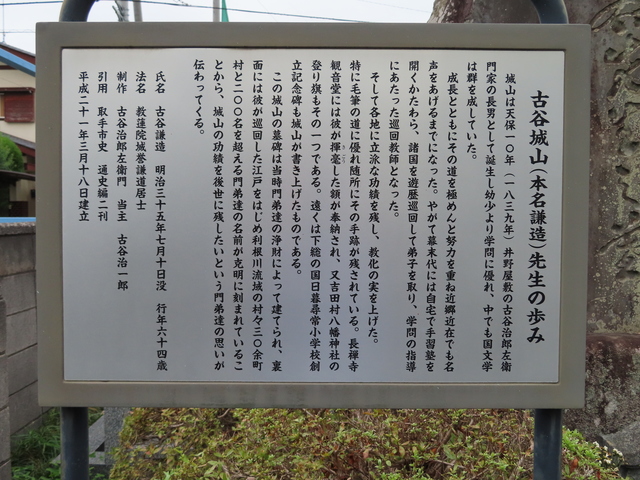 古谷城山（本名謙造）先生の歩み
城山は天保一〇年（一八三九年）、井野屋敷の古谷治郎左衛
門家の長男として誕生し幼少より学問に優れ、中でも国文学
は群を成していた。
成長とともにその道を極めんと努力を重ね近郷近在でも名
声をあげるまでになった。やがて幕末代には自宅で手習塾を
開くかたわら、諸国を遊歴巡回して弟子を取り、学問の指導
にあたった巡回教師となった。
そして各地に立派な功績を残し、教化の実を上げた。
特に毛筆の道に優れ随所にその手跡が残されている。長禅寺
観音堂には彼が揮毫した額が奉納され、又吉田村八幡神社の
登り旗もその一つである。遠くは下総の国日暮尋常小学校創
立記念碑も城山が書き上げたものである。
この城山の墓碑は当時門弟達の浄財によって建てられ、裏
面には彼が巡回した江戸をはじめ利根川流域の村々三〇余町
村と二〇〇名を超える門弟達の名前が克明に刻まれているこ
とから、城山の功績を後世に残したいという門弟達の思いが
伝わってくる。
氏名　古谷謙造　明治三十五年七月十日没　行年六十四歳
法名　教蓮院城誉謙道居士
制作　古谷治郎左衛門　当主　古谷治一郎
引用　取手市史　通史編二刊
平成二十一年三月十八日建立